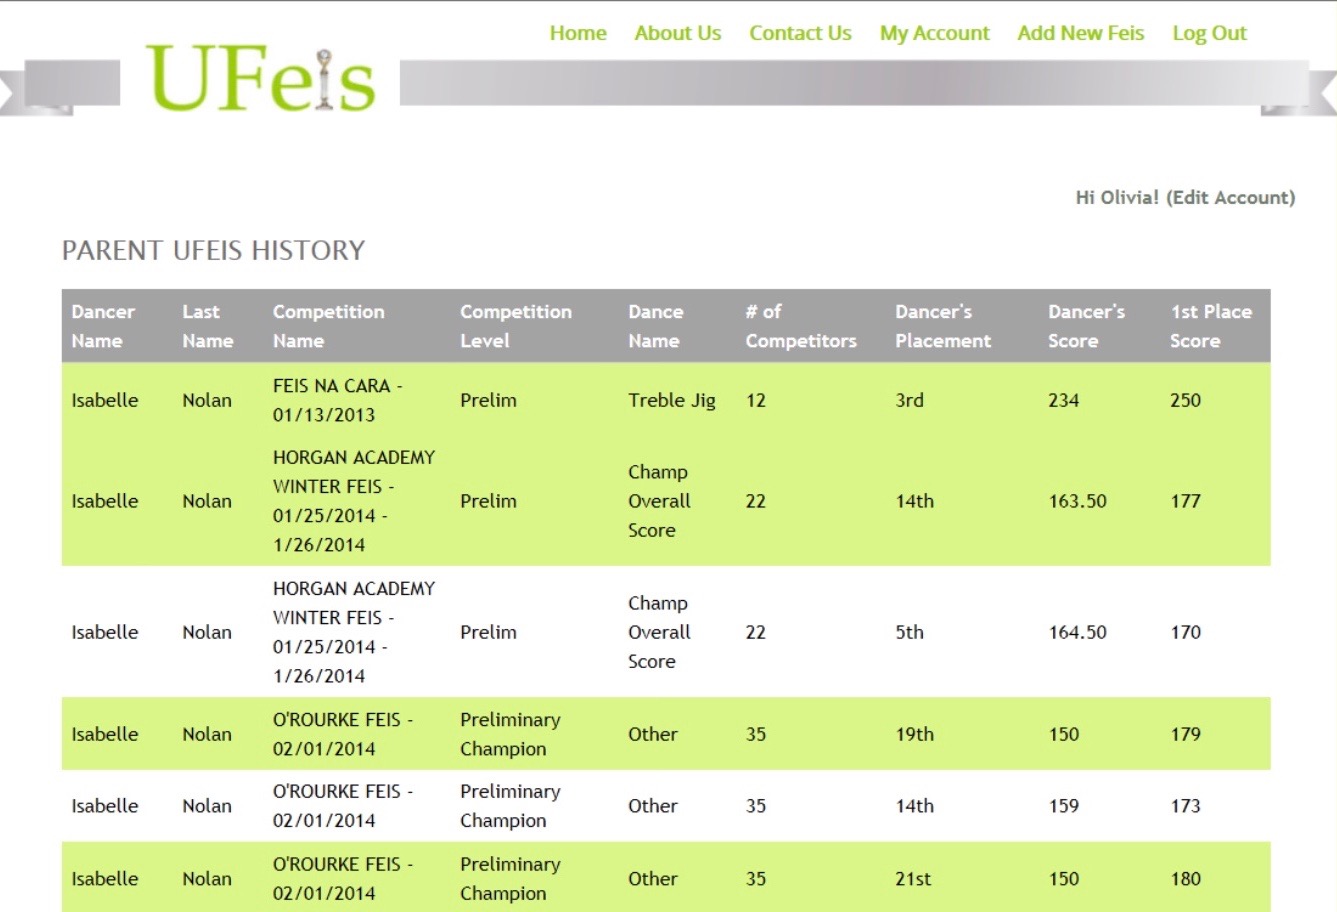 Home About Us Contact Us My Account Add New Feis Log Out
UFeis
Hi Olivia! (Edit Account)
PARENT UFEIS HISTORY
Dancer Name Last Name Competition Name Competition Level Dance Name # of Competitors Dancer's Placement Dancer's Score 1st Place Score
Isabelle Nolan FEIS NA CARA - 01/13/2013 Prelim Treble Jig 12 3rd 234 250
Isabelle Nolan HORGAN ACADEMY WINTER FEIS - 01/25/2014 - 1/26/2014 Prelim Champ Overall Score 22 14th 163.50 177
Isabelle Nolan HORGAN ACADEMY WINTER FEIS - 01/25/2014 - 1/26/2014 Prelim Champ Overall Score 22 5th 164.50 170
Isabelle Nolan O'ROURKE FEIS - 02/01/2014 Preliminary Champion Other 35 19th 150 179
Isabelle Nolan O'ROURKE FEIS - 02/01/2014 Preliminary Champion Other 35 14th 159 173
Isabelle Nolan O'ROURKE FEIS - 02/01/2014 Preliminary Champion Other 35 21st 150 180